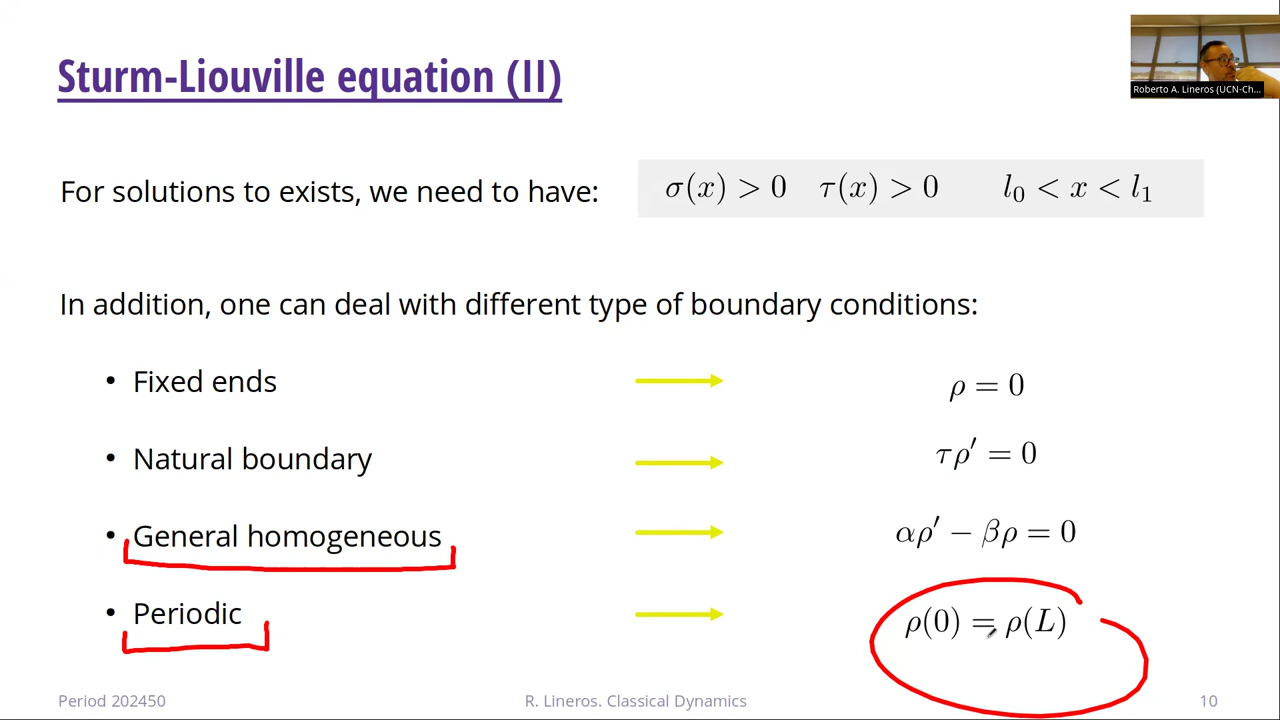 Sturm-Liouville equation (II)
Roberto A. Lineros (UCN-Ch...
For solutions to exists, we need to have: σ(x) > 0 τ(x) > 0 l₀ < x < l₁
In addition, one can deal with different type of boundary conditions:
• Fixed ends ρ = 0
• Natural boundary τρ′ = 0
• General homogeneous αρ′ − βρ = 0
• Periodic ρ(0) = ρ(L)
Period 202450 R. Lineros. Classical Dynamics 10